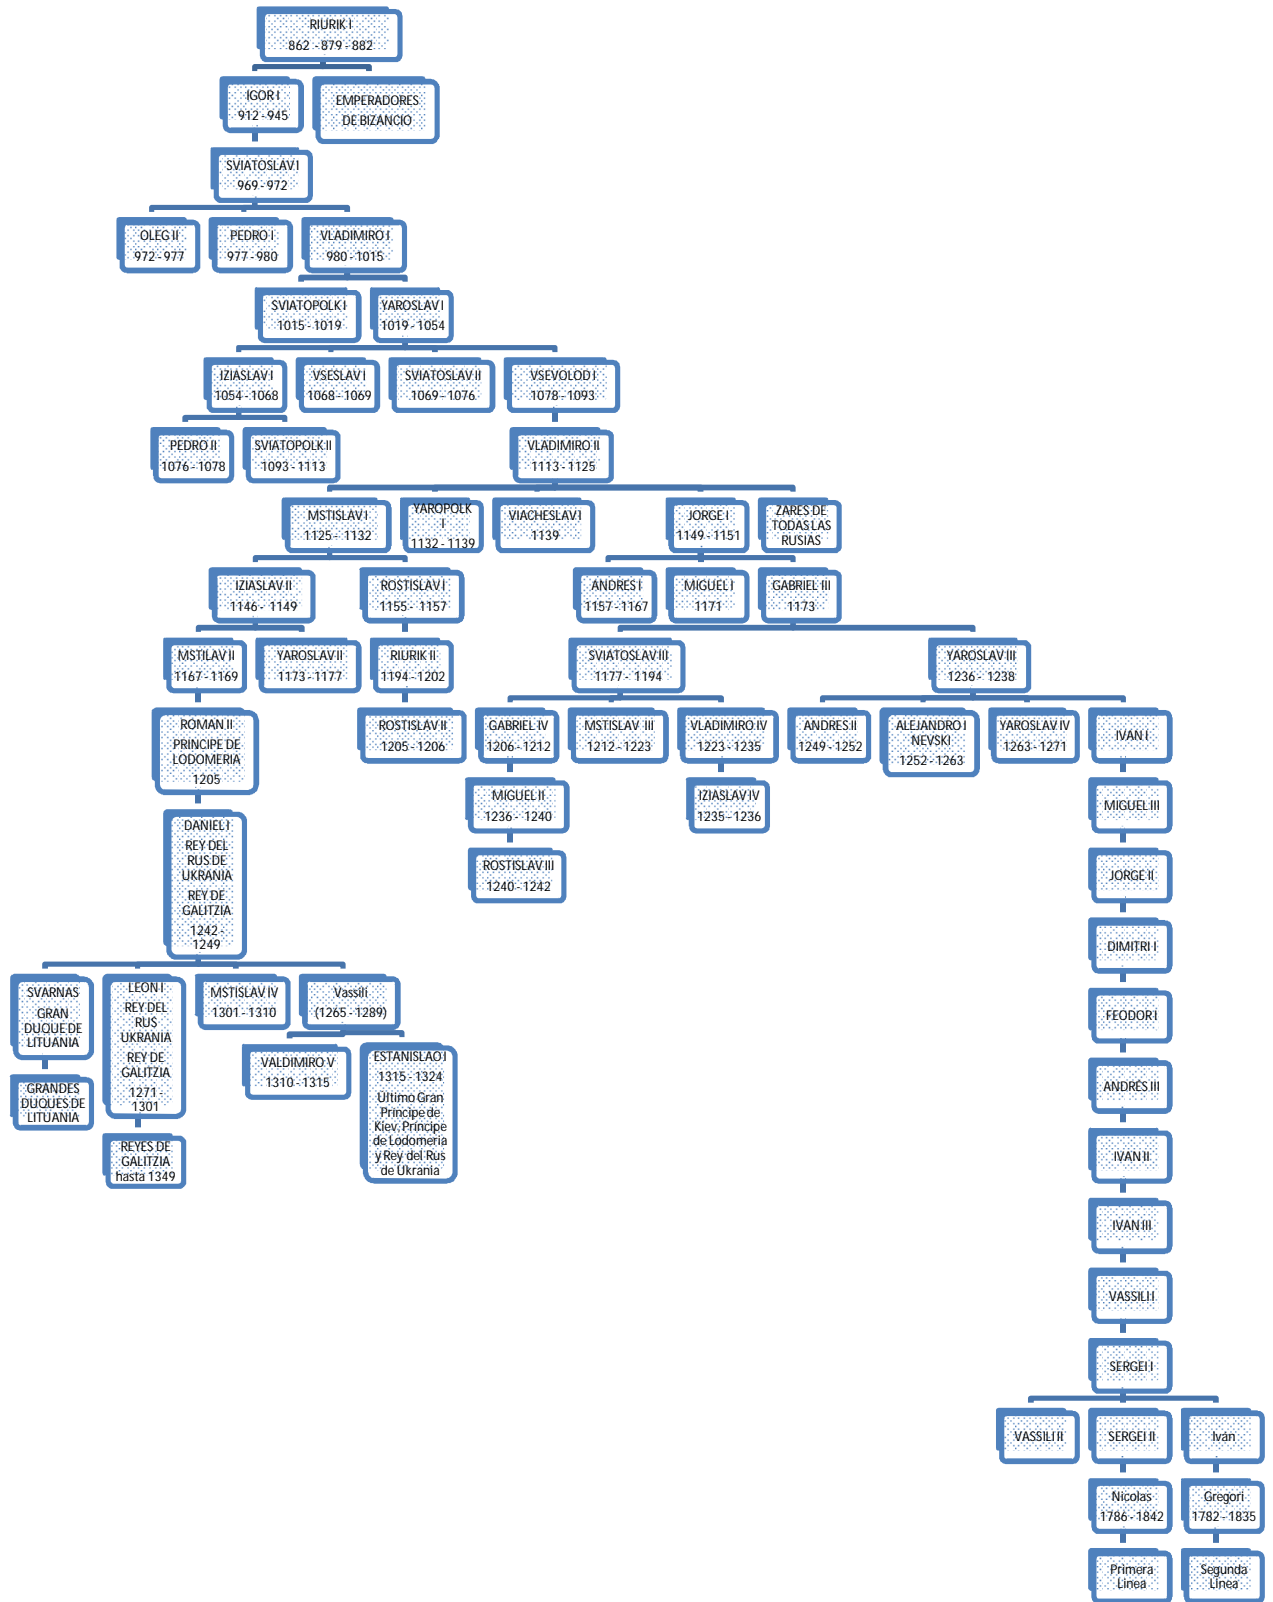 RIURIK I
862 - 879 - 882
IGOR I
912 - 945
EMPERADORES
DE BIZANCIO
SVIATOSLAV I
969 - 972
OLEG II
972 - 977
PEDRO I
977 - 980
VLADIMIRO I
980 - 1015
SVIATOPOLK I
1015 - 1019
YAROSLAV I
1019 - 1054
IZIASLAV I
1054 - 1068
VSESLAV I
1068 - 1069
SVIATOSLAV II
1069 - 1076
VSEVOLOD I
1078 - 1093
PEDRO II
1076 - 1078
SVIATOPOLK II
1093 - 1113
VLADIMIRO II
1113 - 1125
MSTISLAV I
1125 - 1132
YAROPOLK
I
1132 - 1139
VIACHESLAV I
1139
JORGE I
1149 - 1151
ZARES DE
TODAS LAS
RUSIAS
IZIASLAV II
1146 - 1149
ROSTISLAV I
1155 - 1157
ANDRES I
1157 - 1167
MIGUEL I
1171
GABRIEL III
1173
MSTILAV II
1167 - 1169
YAROSLAV II
1173 - 1177
RIURIK II
1194 - 1202
SVIATOSLAV III
1177 - 1194
YAROSLAV III
1236 - 1238
ROMAN II
PRINCIPE DE
LODOMERIA
1205
ROSTISLAV II
1205 - 1206
GABRIEL IV
1206 - 1212
MSTISLAV III
1212 - 1223
VLADIMIRO IV
1223 - 1235
ANDRES II
1249 - 1252
ALEJANDRO I
NEVSKI
1252 - 1263
YAROSLAV IV
1263 - 1271
IVAN I
MIGUEL II
1236 - 1240
IZIASLAV IV
1235 - 1236
MIGUEL III
DANIEL I
REY DEL
RUS DE
UKRANIA
REY DE
GALITZIA
1242 -
1249
ROSTISLAV III
1240 - 1242
JORGE II
DIMITRI I
SVARNAS
GRAN
DUQUE DE
LITUANIA
LEON I
REY DEL
RUS
UKRANIA
REY DE
GALITZIA
1271 -
1301
MSTISLAV IV
1301 - 1310
Vassili
(1265 - 1289)
FEODOR I
GRANDES
DUQUES DE
LITUANIA
VALDIMIRO V
1310 - 1315
ESTANISLAO I
1315 - 1324
Último Gran
Príncipe de
Kiev, Príncipe
de Lodomeria
y Rey del Rus
de Ukrania
ANDRÉS III
REYES DE
GALITZIA
hasta 1349
IVAN II
IVAN III
VASSILI I
SERGEI I
VASSILI II
SERGEI II
Iván
Nicolas
1786 - 1842
Gregori
1782 - 1835
Primera
Línea
Segunda
Línea